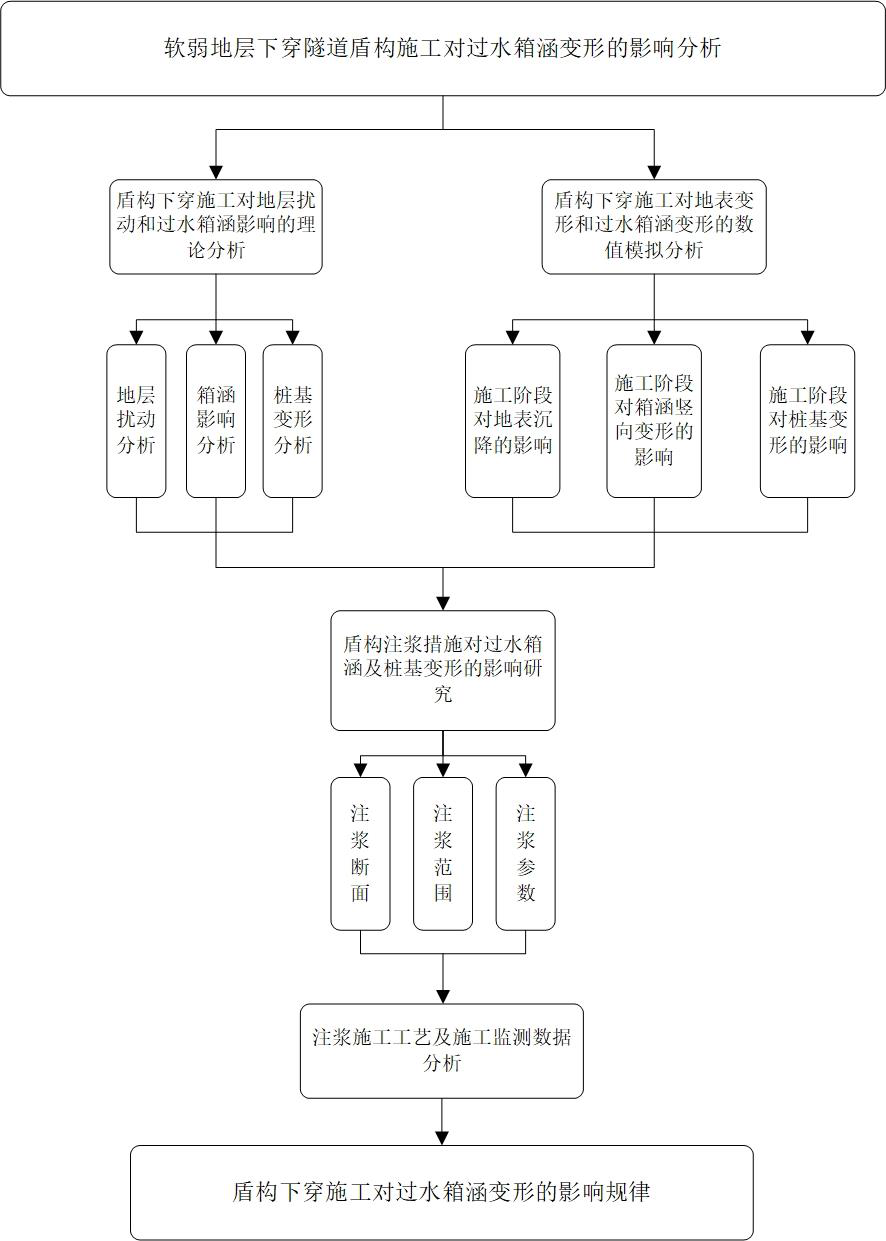 软弱地层下穿隧道盾构施工对过水箱涵变形的影响分析
盾构下穿施工对地层扰
动和过水箱涵影响的理
论分析
盾构下穿施工对地表变
形和过水箱涵变形的数
值模拟分析
地层
扰动
分析
箱涵
影响
分析
桩基
变形
分析
施工阶段
对地表沉
降的影响
施工阶段
对箱涵竖
向变形的
影响
施工阶段
对桩基变
形的影响
盾构注浆措施对过水箱
涵及桩基变形的影响研
究
注
浆
断
面
注
浆
范
围
注
浆
参
数
注浆施工工艺及施工监测数据
分析
盾构下穿施工对过水箱涵变形的影响规律